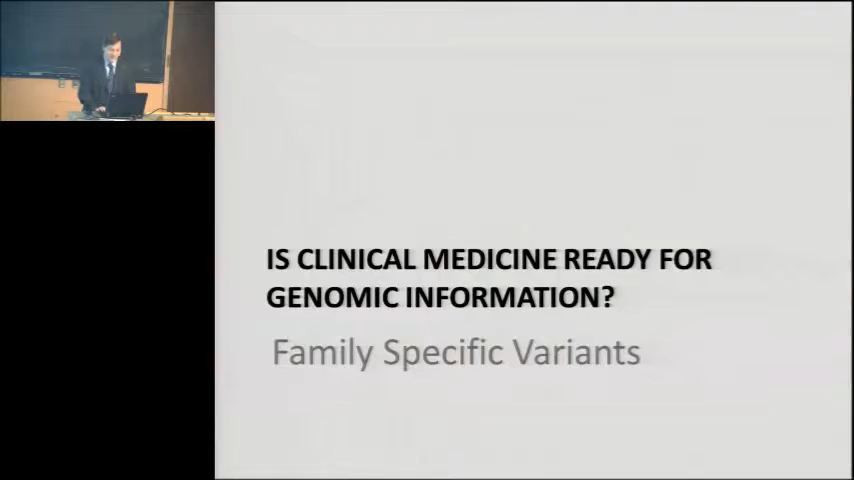 IS CLINICAL MEDICINE READY FOR
GENOMIC INFORMATION?
Family Specific Variants